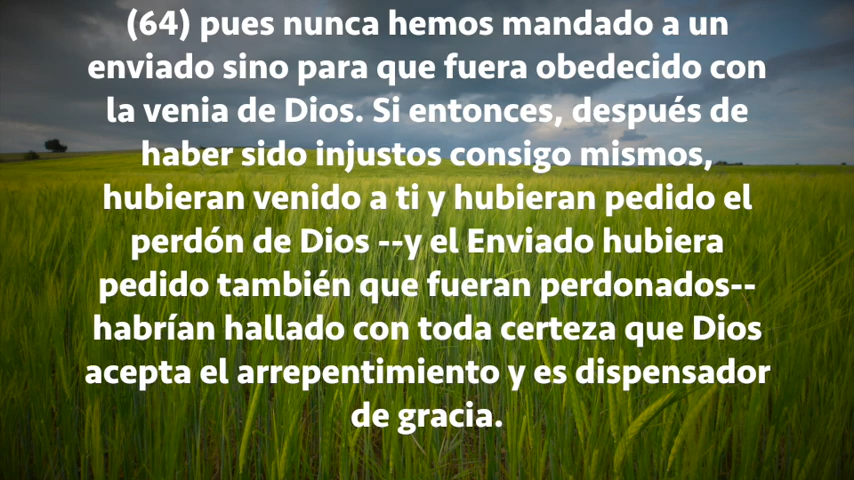 (64) pues nunca hemos mandado a un
enviado sino para que fuera obedecido con
la venia de Dios. Si entonces, después de
haber sido injustos consigo mismos,
hubieran venido a ti y hubieran pedido el
perdón de Dios --y el Enviado hubiera
pedido también que fueran perdonados--
habrían hallado con toda certeza que Dios
acepta el arrepentimiento y es dispensador
de gracia.